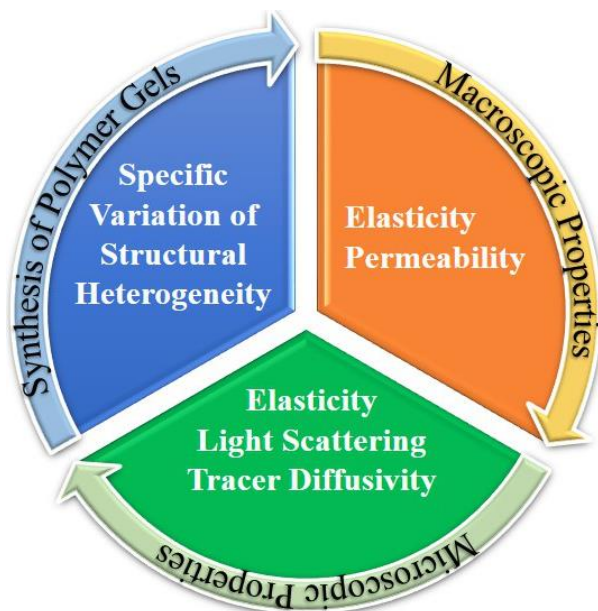 Synthesis of Polymer Gels
Specific
Variation of
Structural
Heterogeneity
Macroscopic Properties
Elasticity
Permeability
Elasticity
Light Scattering
Tracer Diffusivity
Microscopic Properties